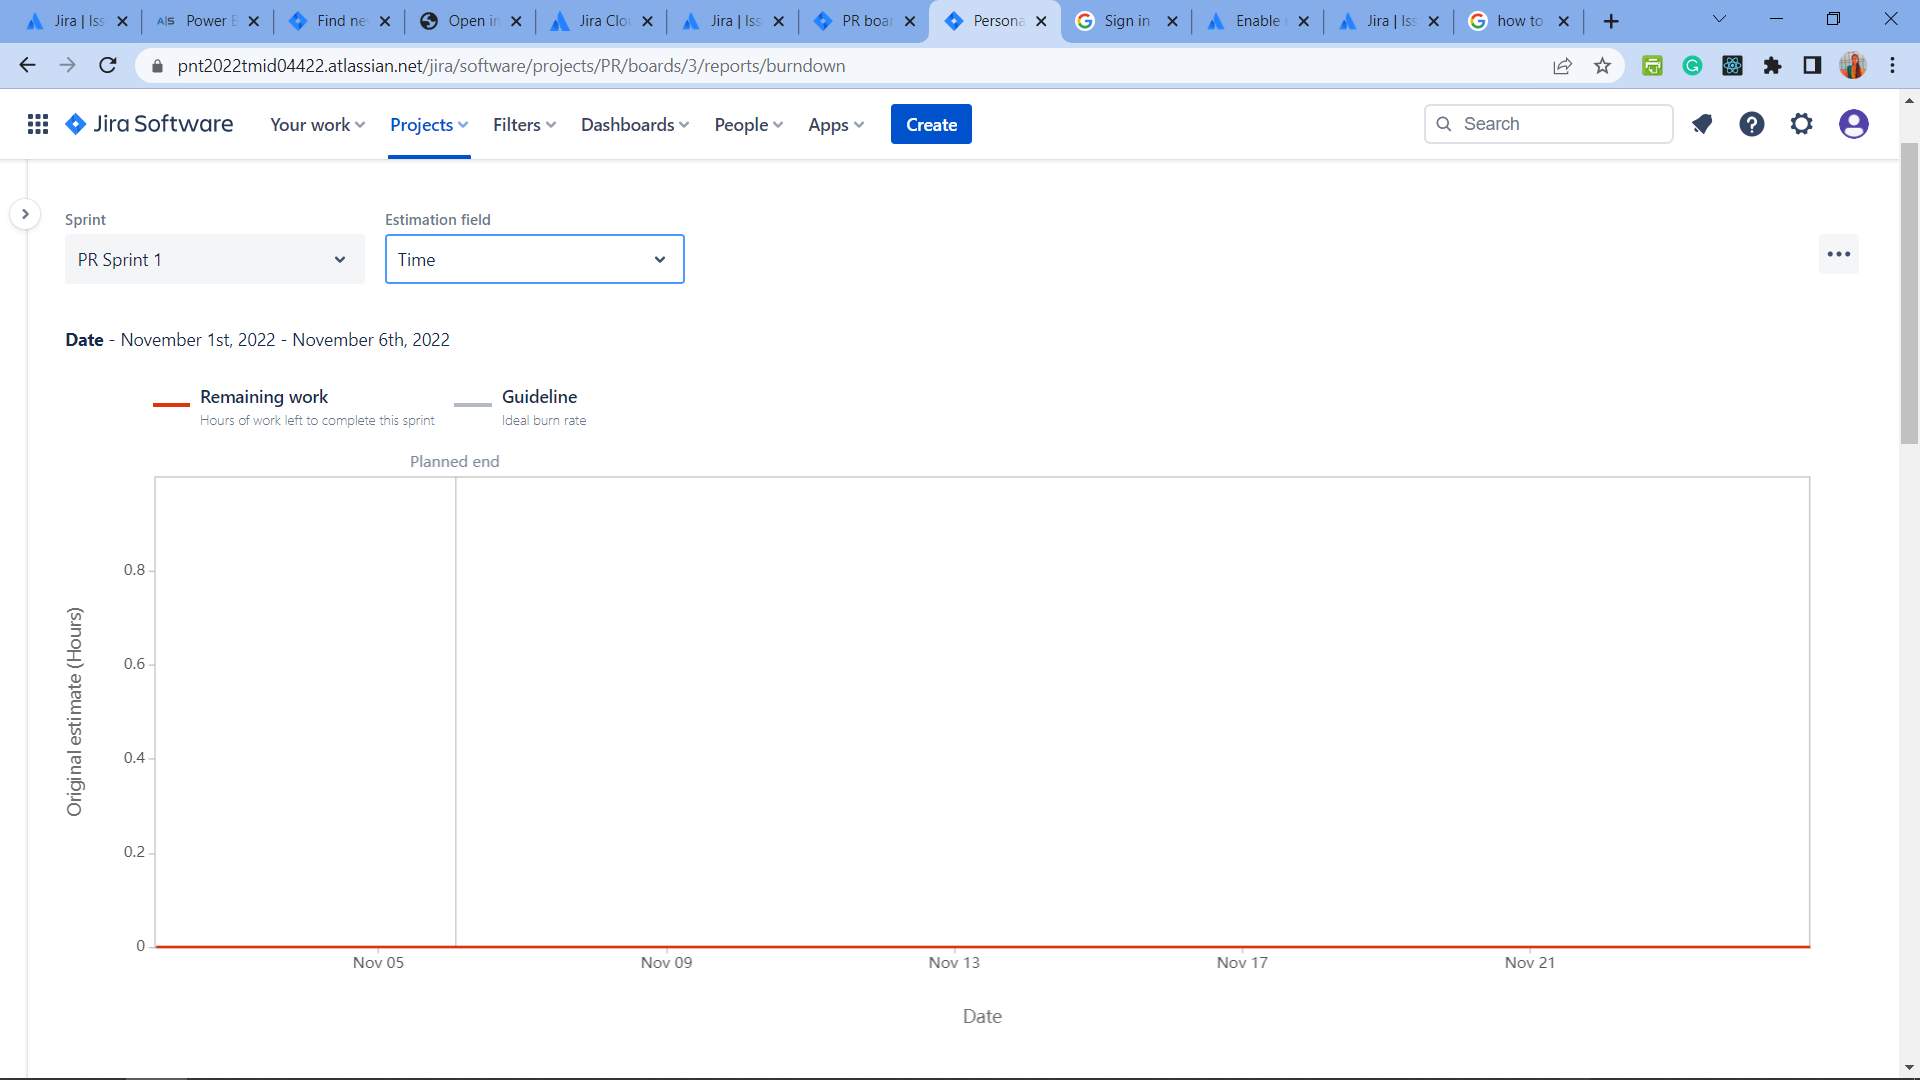 Jira | Iss
A|S Power B
Find ne
Open in
Jira Clo
Jira | Iss
PR boar
Persona
Sign in
Enable
Jira | Iss
how to
pnt2022tmid04422.atlassian.net/jira/software/projects/PR/boards/3/reports/burndown
Jira Software Your work Projects Filters Dashboards People Apps Create Search
Sprint Estimation field
PR Sprint 1 Time
Date - November 1st, 2022 - November 6th, 2022
Remaining work Guideline
Hours of work left to complete this sprint Ideal burn rate
Planned end
Original estimate (Hours)
0.8
0.6
0.4
0.2
0
Nov 05 Nov 09 Nov 13 Nov 17 Nov 21
Date